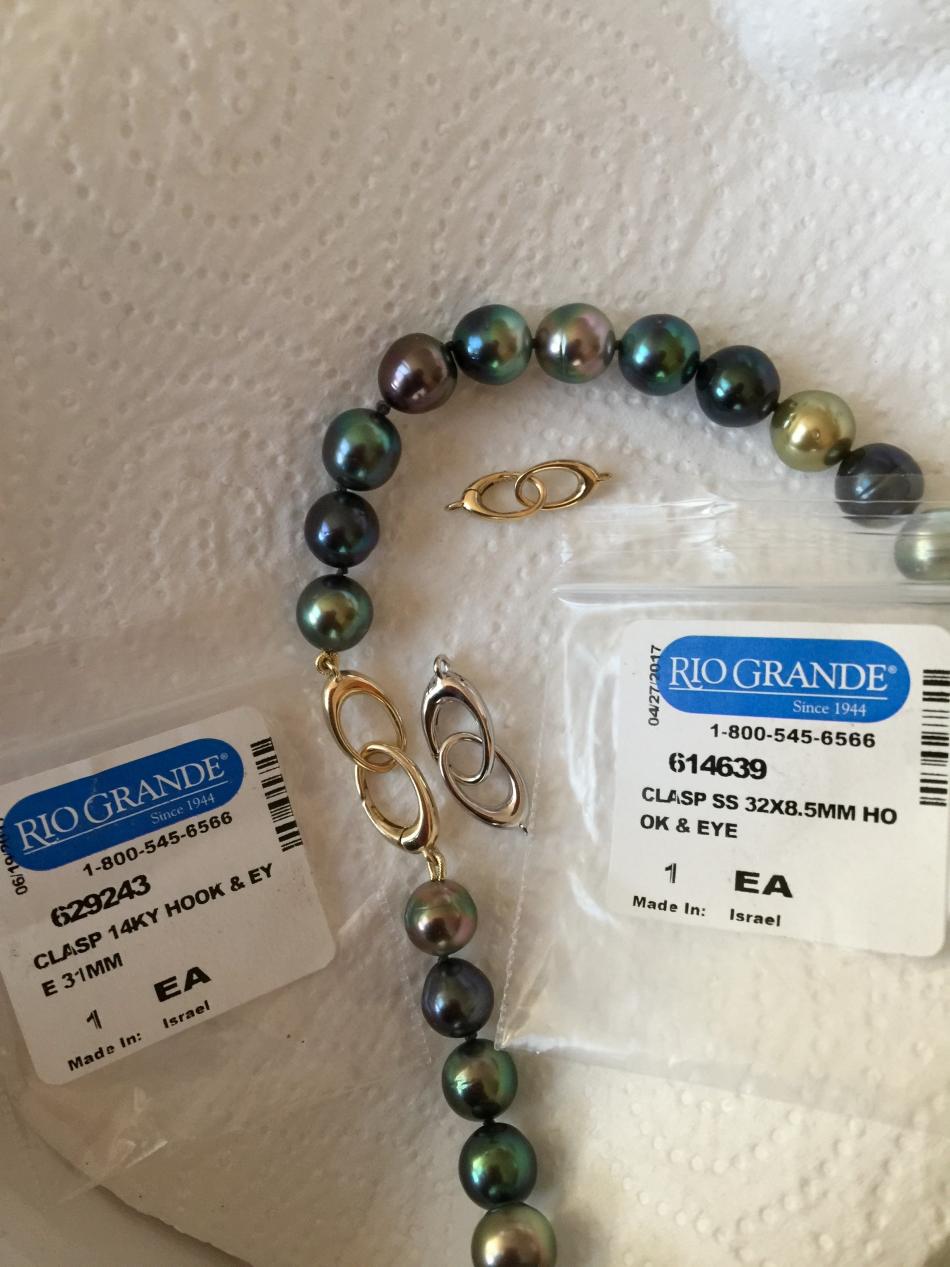 RIO GRANDE®
Since 1944
1-800-545-6566
629243
CLASP 14KY HOOK & EY
E 31MM
1 EA
Made In: Israel
04/27/2017
RIO GRANDE®
Since 1944
1-800-545-6566
614639
CLASP SS 32X8.5MM HO
OK & EYE
1 EA
Made In: Israel